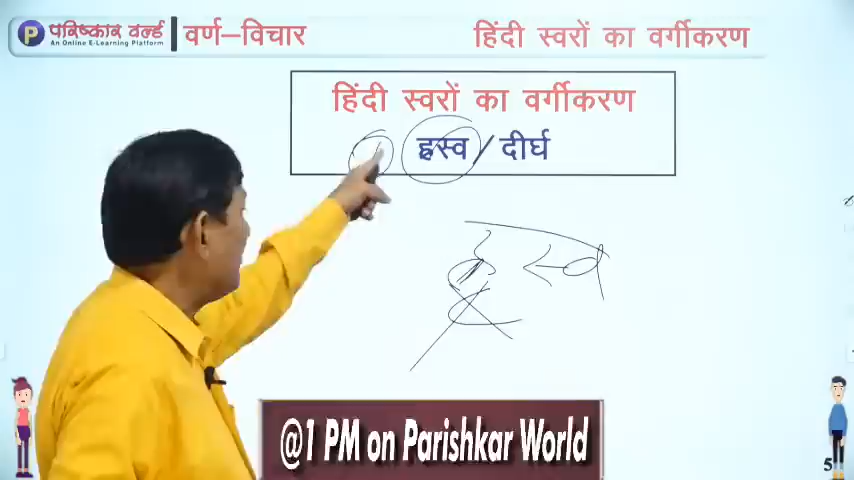 परिष्कार वर्ल्ड
An Online E-Learning Platform
वर्ण–विचार
हिंदी स्वरों का वर्गीकरण
हिंदी स्वरों का वर्गीकरण
ह्रस्व / दीर्घ
@1 PM on Parishkar World
5